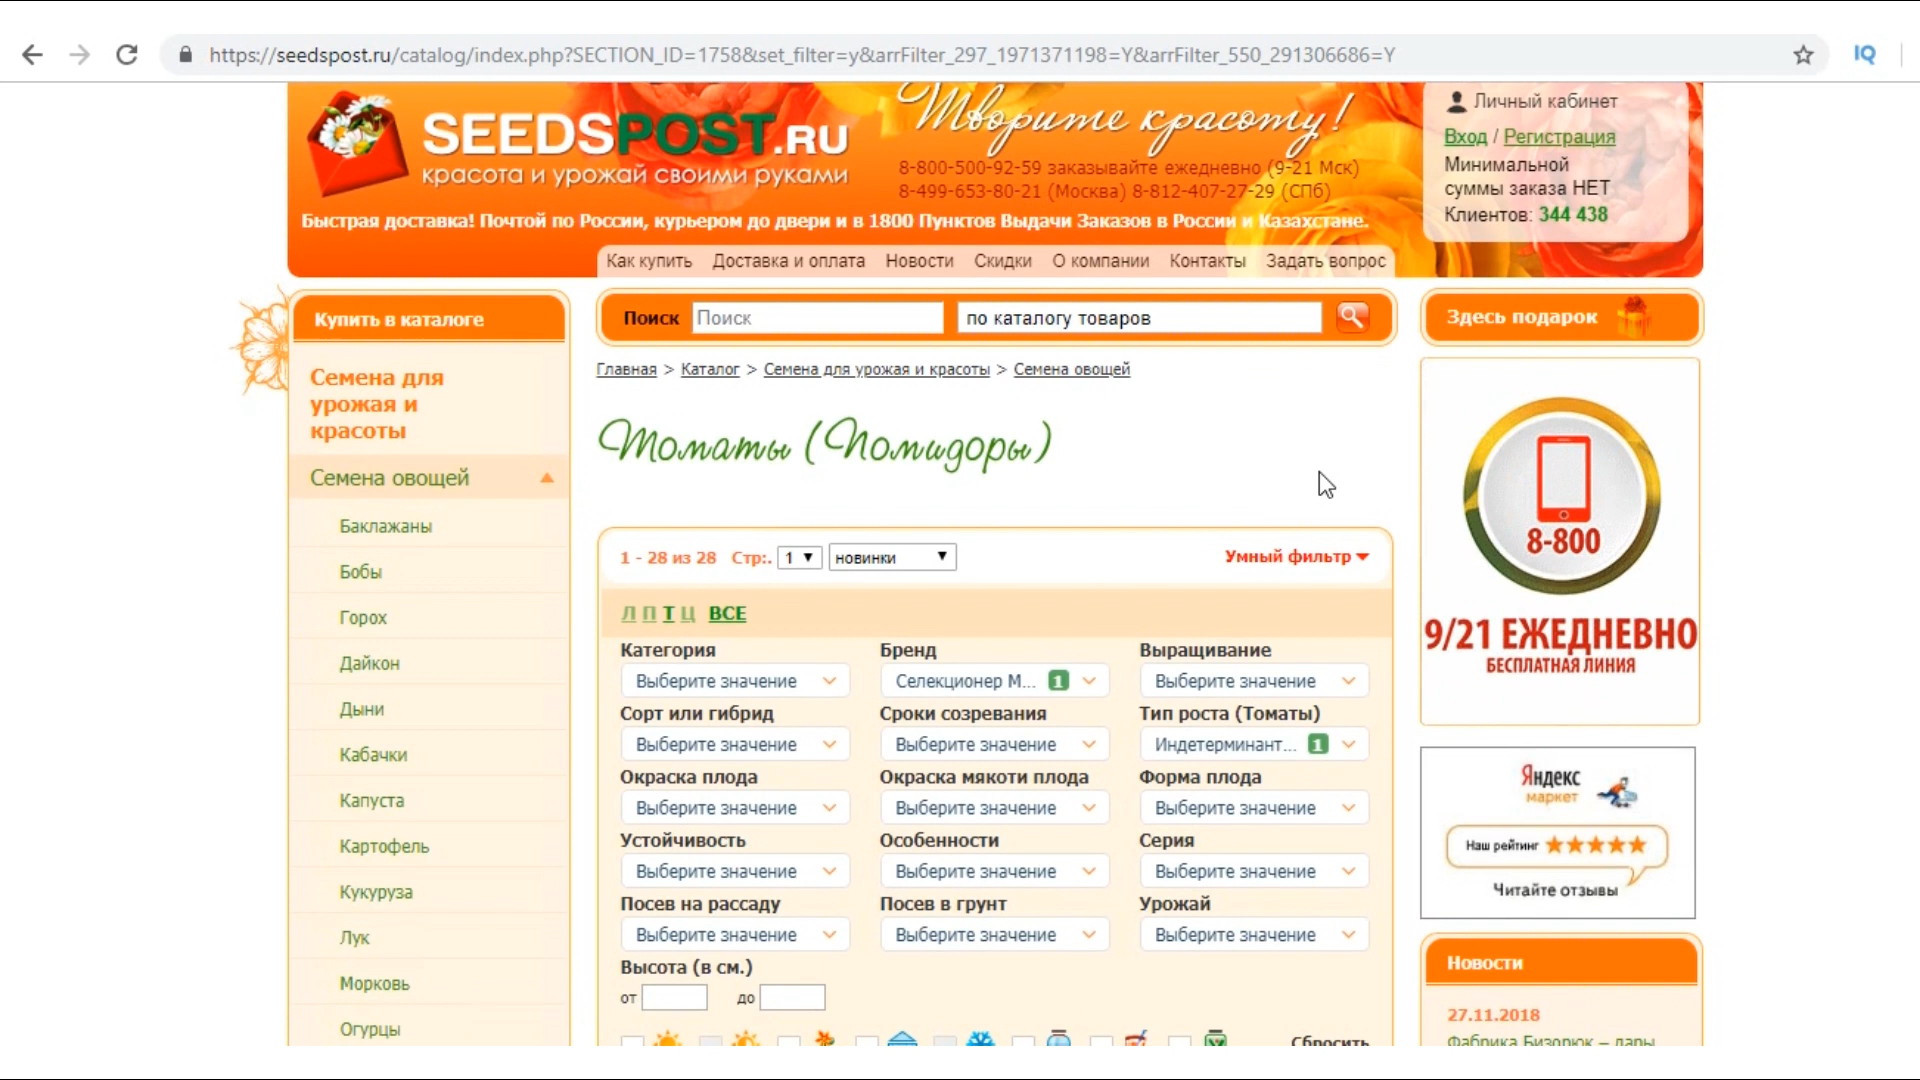 https://seedspost.ru/catalog/index.php?SECTION_ID=1758&set_filter=y&arrFilter_297_1971371198=Y&arrFilter_550_291306686=Y
IQ
SEEDSPOST.RU
красота и урожай своими руками
Творите красоту!
8-800-500-92-59 заказывайте ежедневно (9-21 Мск)
8-499-653-80-21 (Москва) 8-812-407-27-29 (СПб)
Быстрая доставка! Почтой по России, курьером до двери и в 1800 Пунктов Выдачи Заказов в России и Казахстане.
Личный кабинет
Вход / Регистрация
Минимальной
суммы заказа НЕТ
Клиентов: 344 438
Как купить Доставка и оплата Новости Скидки О компании Контакты Задать вопрос
Купить в каталоге
Семена для
урожая и
красоты
Семена овощей
Баклажаны
Бобы
Горох
Дайкон
Дыни
Кабачки
Капуста
Картофель
Кукуруза
Лук
Морковь
Огурцы
Поиск Поиск по каталогу товаров
Главная > Каталог > Семена для урожая и красоты > Семена овощей
Томаты (Помидоры)
1 - 28 из 28 Стр:. 1 новинки Умный фильтр
Л П Т Ц ВСЕ
Категория Бренд Выращивание
Выберите значение Селекционер М... 1 Выберите значение
Сорт или гибрид Сроки созревания Тип роста (Томаты)
Выберите значение Выберите значение Индетерминант... 1
Окраска плода Окраска мякоти плода Форма плода
Выберите значение Выберите значение Выберите значение
Устойчивость Особенности Серия
Выберите значение Выберите значение Выберите значение
Посев на рассаду Посев в грунт Урожай
Выберите значение Выберите значение Выберите значение
Высота (в см.)
от до
Сбросить
Здесь подарок
8-800
9/21 ЕЖЕДНЕВНО
БЕСПЛАТНАЯ ЛИНИЯ
Яндекс
маркет
Наш рейтинг
Читайте отзывы
Новости
27.11.2018
Фабрика Бизорюк – дары